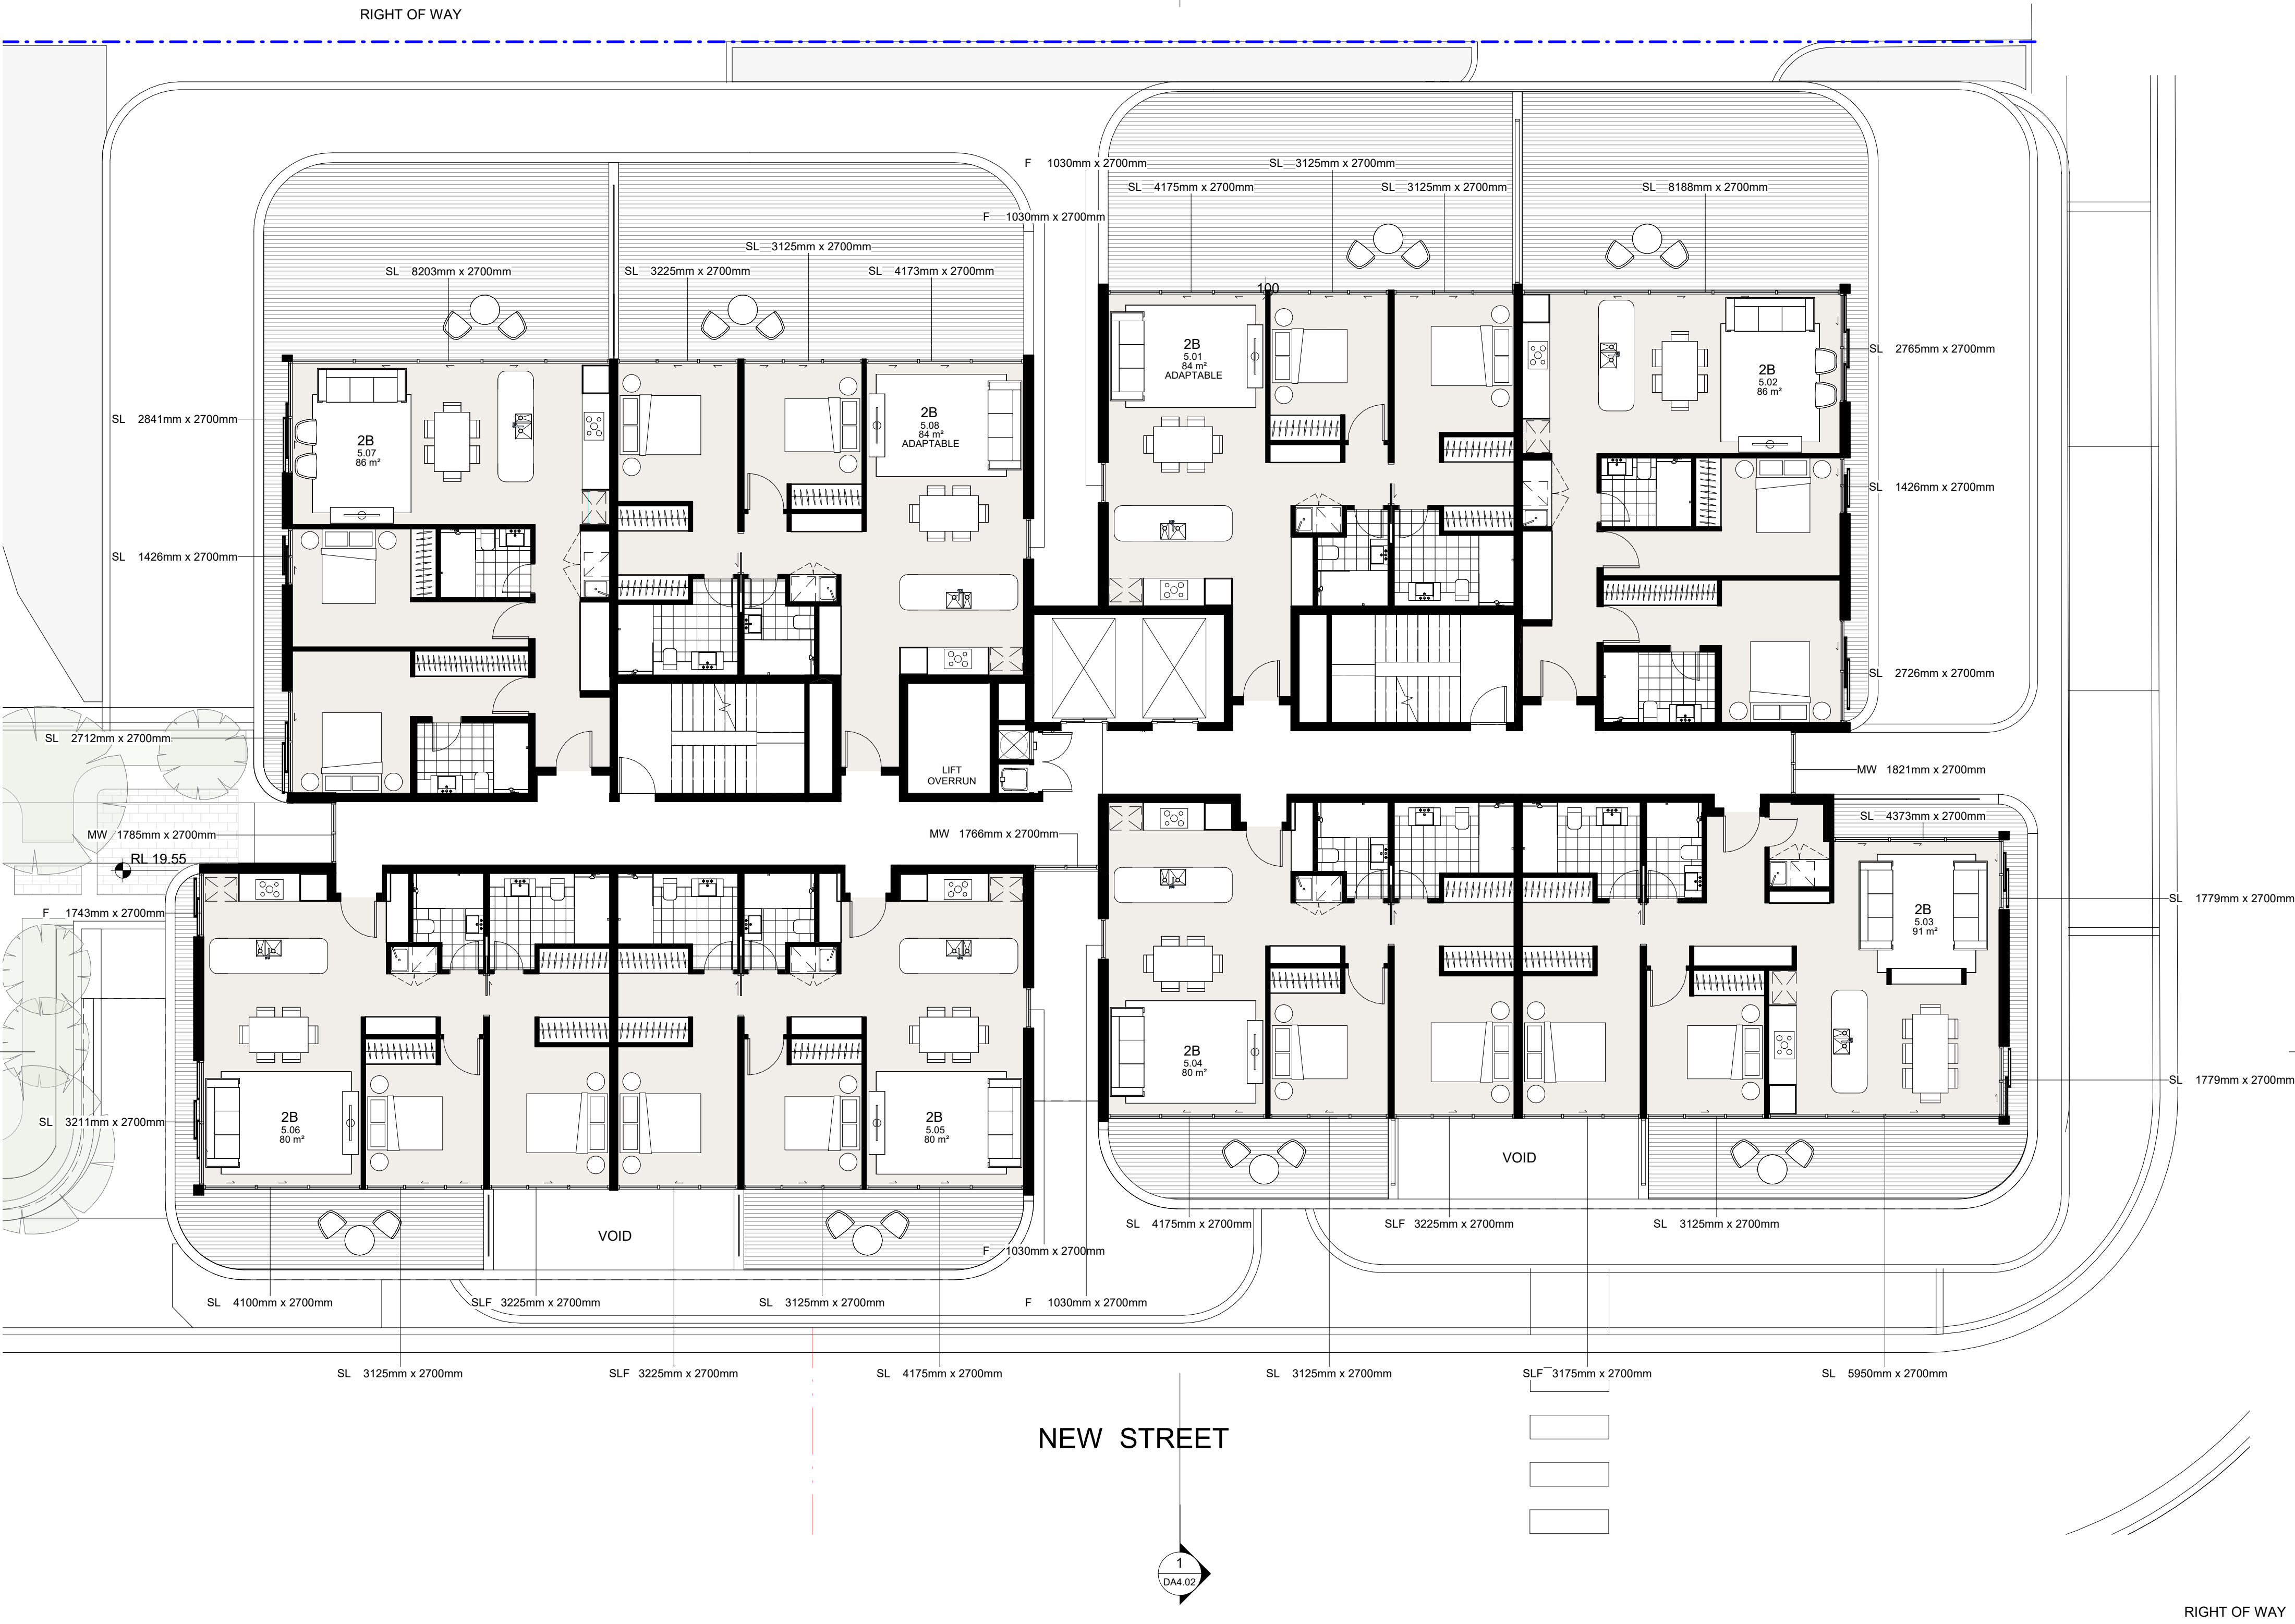 RIGHT OF WAY
F 1030mm x 2700mm
SL 3125mm x 2700mm
SL 4175mm x 2700mm
SL 3125mm x 2700mm
SL 8188mm x 2700mm
F 1030mm x 2700mm
SL 3125mm x 2700mm
SL 8203mm x 2700mm
SL 3225mm x 2700mm
SL 4173mm x 2700mm
100
2B
5.01
84 m²
ADAPTABLE
SL 2765mm x 2700mm
2B
5.02
86 m²
SL 2841mm x 2700mm
2B
5.07
86 m²
2B
5.08
84 m²
ADAPTABLE
SL 1426mm x 2700mm
SL 1426mm x 2700mm
SL 2726mm x 2700mm
SL 2712mm x 2700mm
LIFT
OVERRUN
MW 1821mm x 2700mm
MW 1785mm x 2700mm
MW 1766mm x 2700mm
SL 4373mm x 2700mm
RL 19.55
SL 1779mm x 2700mm
F 1743mm x 2700mm
2B
5.03
91 m²
2B
5.04
80 m²
SL 1779mm x 2700mm
SL 3211mm x 2700mm
2B
5.06
80 m²
2B
5.05
80 m²
VOID
VOID
SL 4175mm x 2700mm
SLF 3225mm x 2700mm
SL 3125mm x 2700mm
F 1030mm x 2700mm
SL 4100mm x 2700mm
SLF 3225mm x 2700mm
SL 3125mm x 2700mm
F 1030mm x 2700mm
SL 3125mm x 2700mm
SLF 3225mm x 2700mm
SL 4175mm x 2700mm
SL 3125mm x 2700mm
SLF 3175mm x 2700mm
SL 5950mm x 2700mm
NEW STREET
1
DA4.02
RIGHT OF WAY